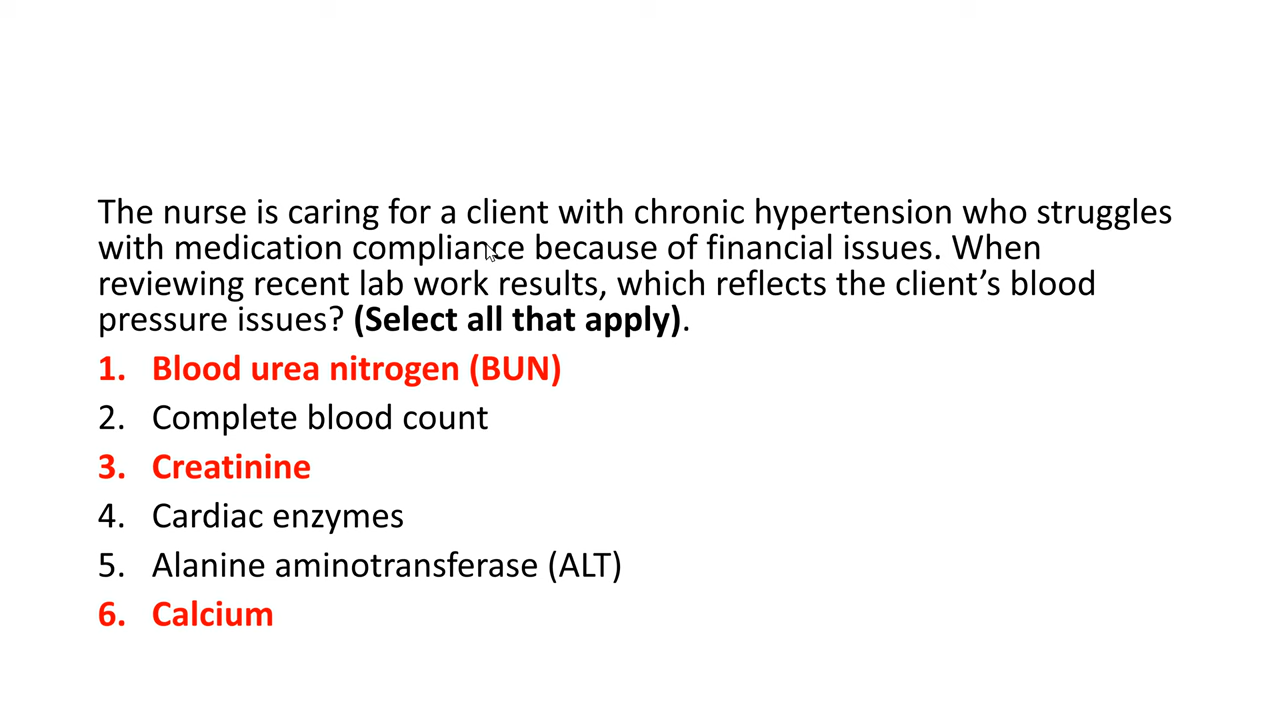 The nurse is caring for a client with chronic hypertension who struggles
with medication compliance because of financial issues. When
reviewing recent lab work results, which reflects the client’s blood
pressure issues? (Select all that apply).
1. Blood urea nitrogen (BUN)
2. Complete blood count
3. Creatinine
4. Cardiac enzymes
5. Alanine aminotransferase (ALT)
6. Calcium